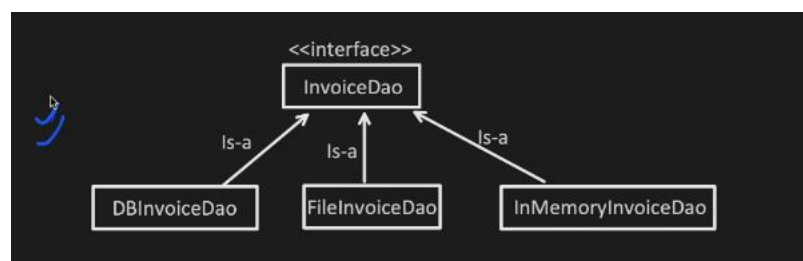 <<interface>>
InvoiceDao
Is-a
Is-a
Is-a
DBInvoiceDao
FileInvoiceDao
InMemoryInvoiceDao